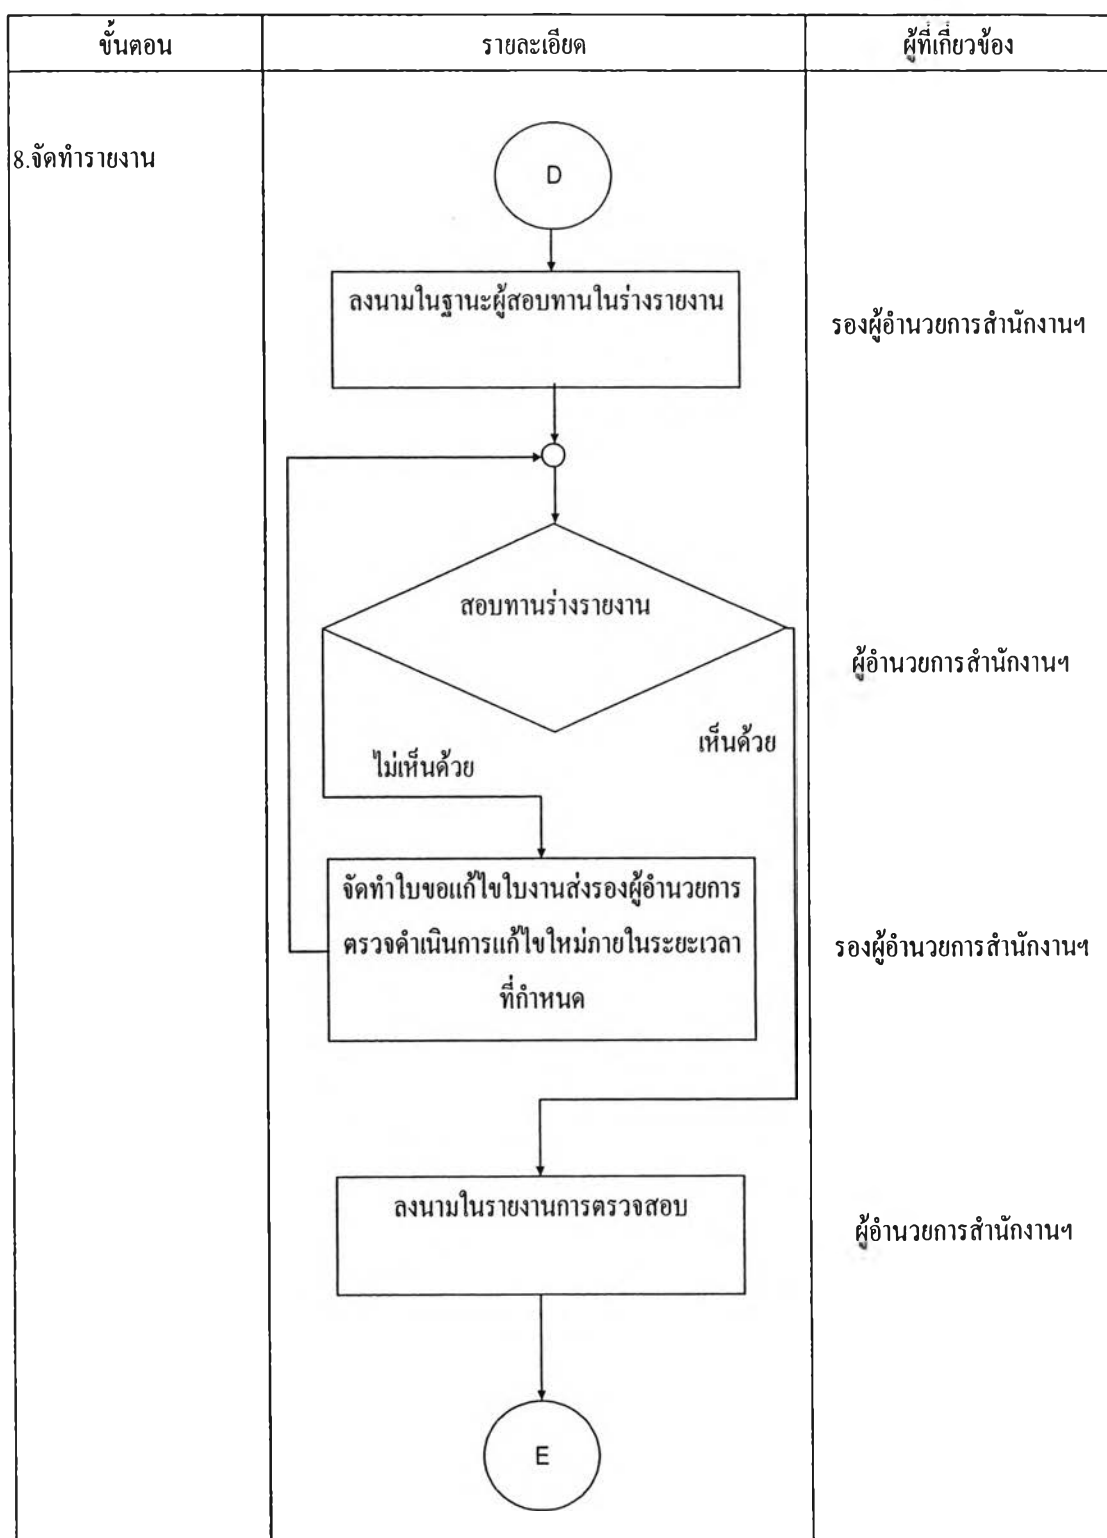 ขั้นตอน
รายละเอียด
ผู้ที่เกี่ยวข้อง
8.จัดทำรายงาน
D
ลงนามในฐานะผู้สอบทานในร่างรายงาน
รองผู้อำนวยการสำนักงานฯ
สอบทานร่างรายงาน
ผู้อำนวยการสำนักงานฯ
เห็นด้วย
ไม่เห็นด้วย
จัดทำใบขอแก้ไขใบงานส่งรองผู้อำนวยการ
ตรวจดำเนินการแก้ไขใหม่ภายในระยะเวลา
ที่กำหนด
รองผู้อำนวยการสำนักงานฯ
ลงนามในรายงานการตรวจสอบ
ผู้อำนวยการสำนักงานฯ
E